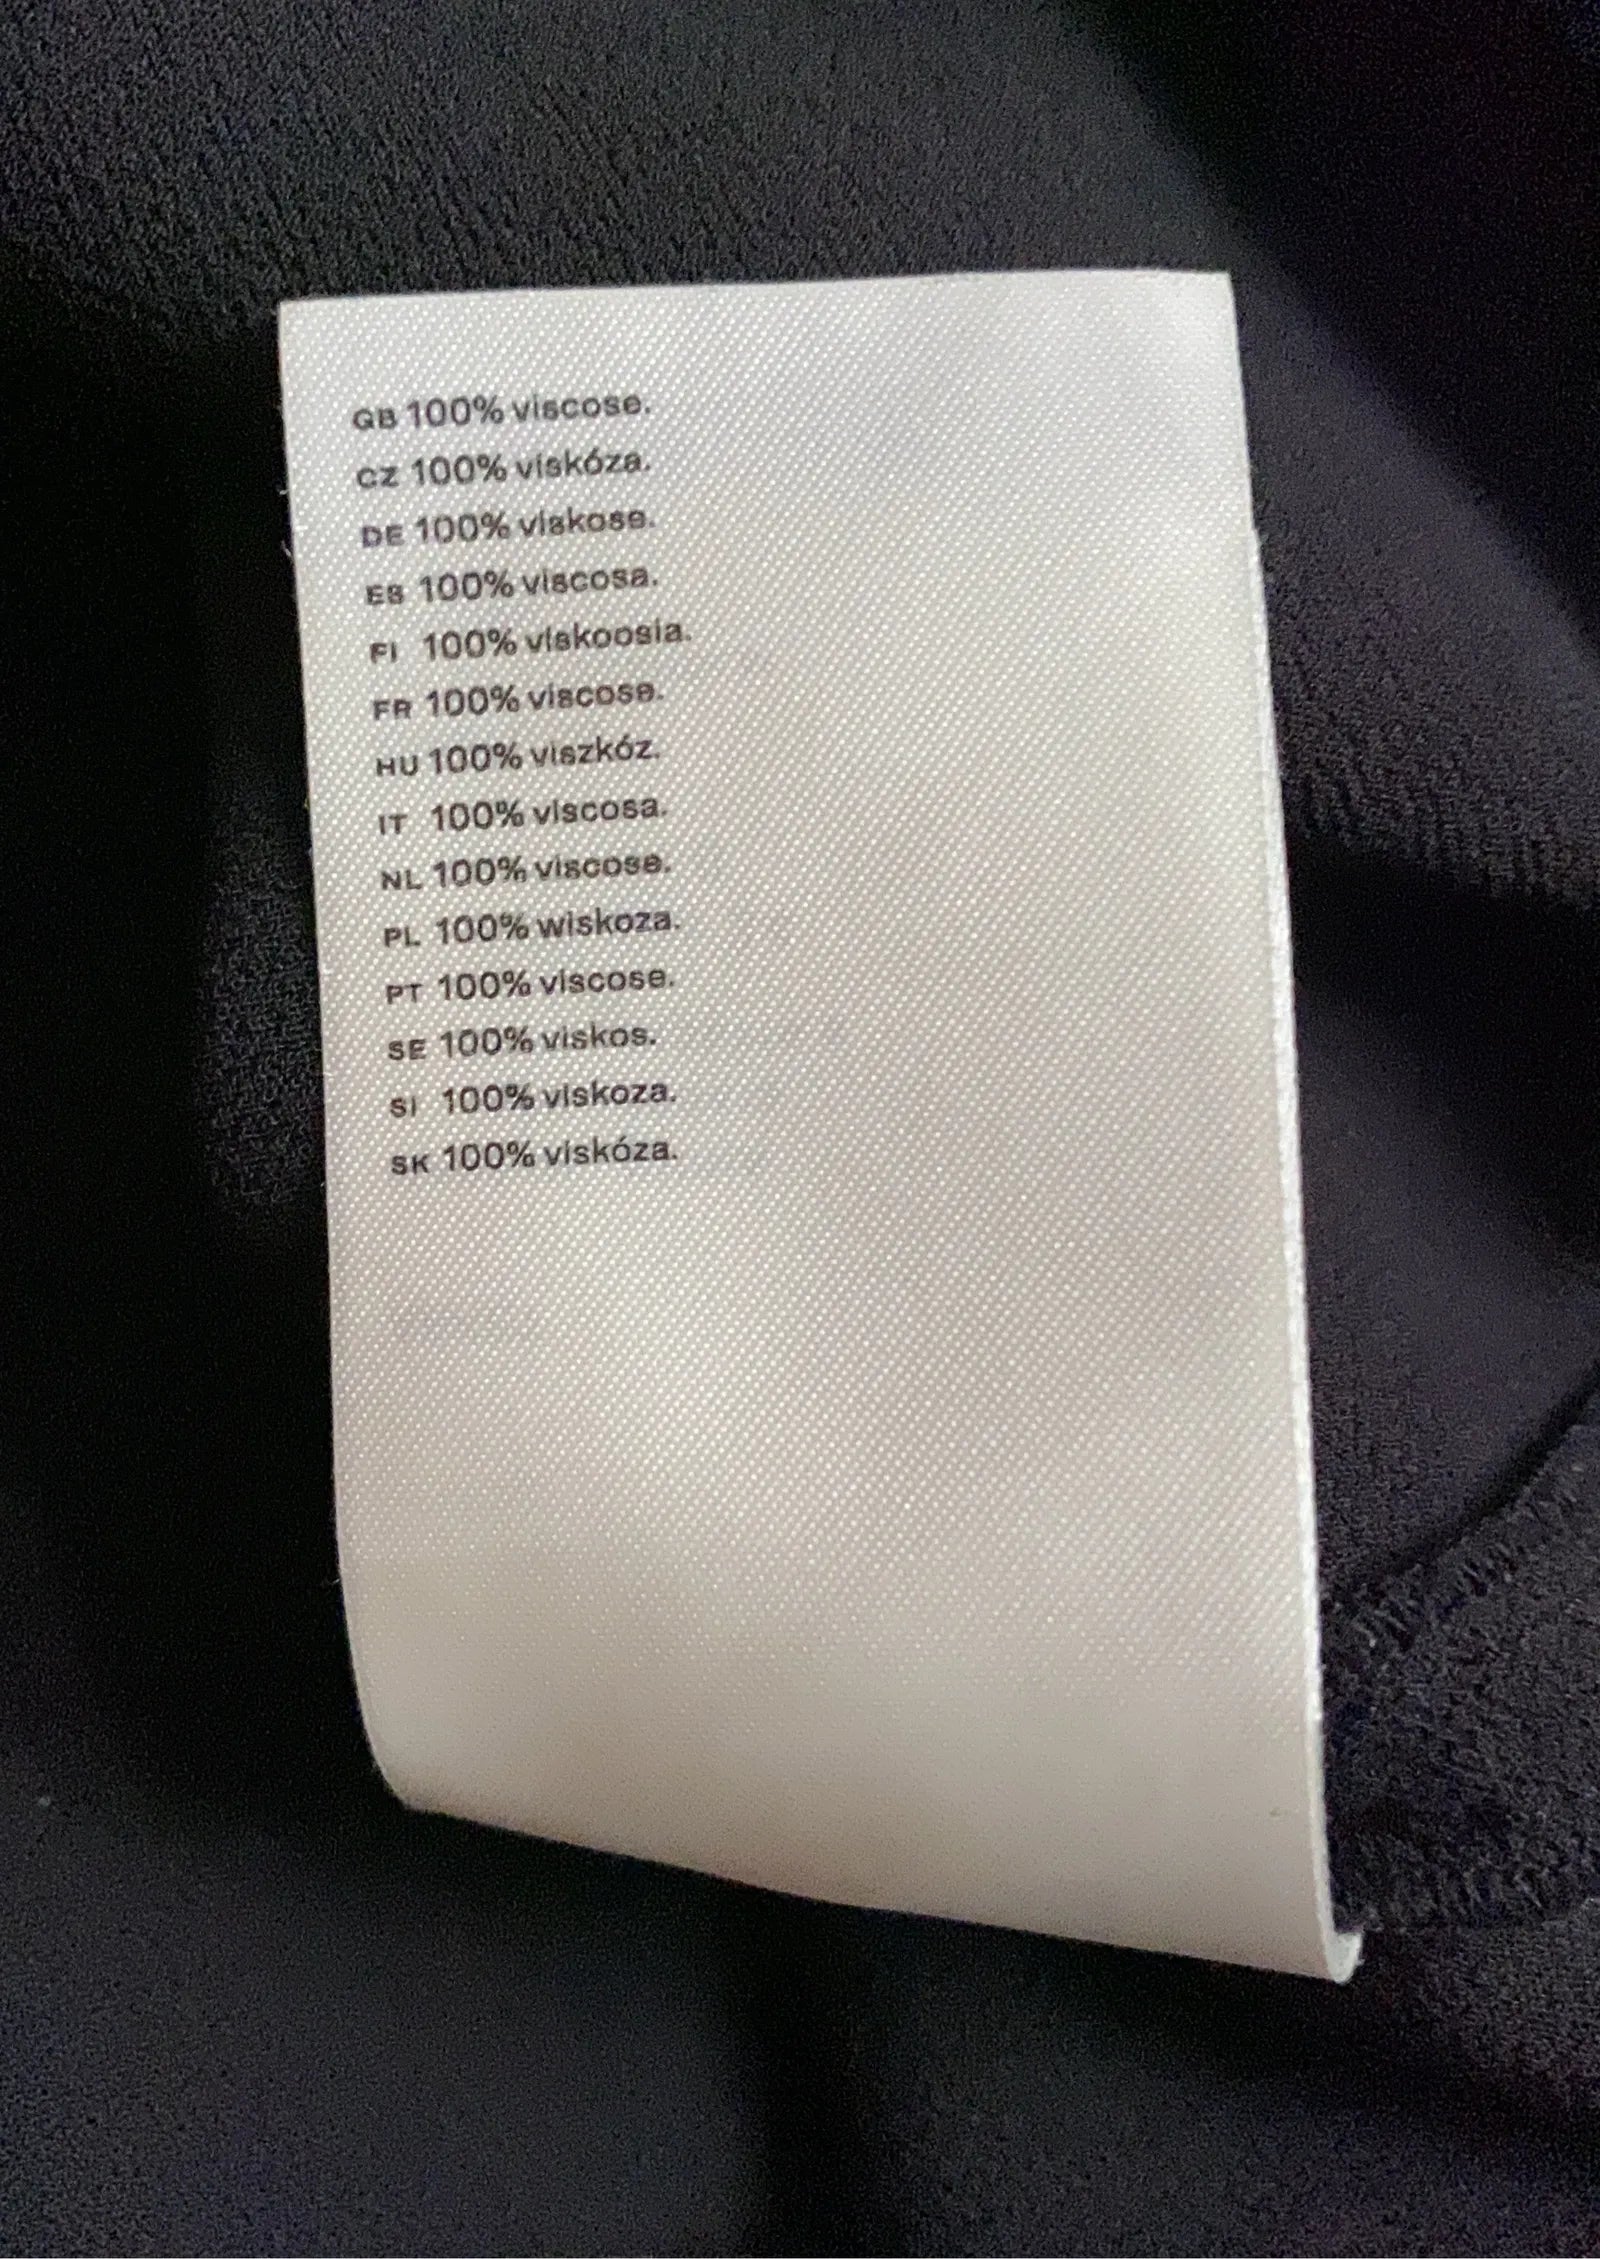 GB 100% viscose.
CZ 100% viskóza.
DE 100% viskose.
ES 100% viscosa.
FI 100% viskoosia.
FR 100% viscose.
HU 100% viszkóz.
IT 100% viscosa.
NL 100% viscose.
PL 100% wiskoza.
PT 100% viscose.
SE 100% viskos.
SI 100% viskoza.
SK 100% viskóza.